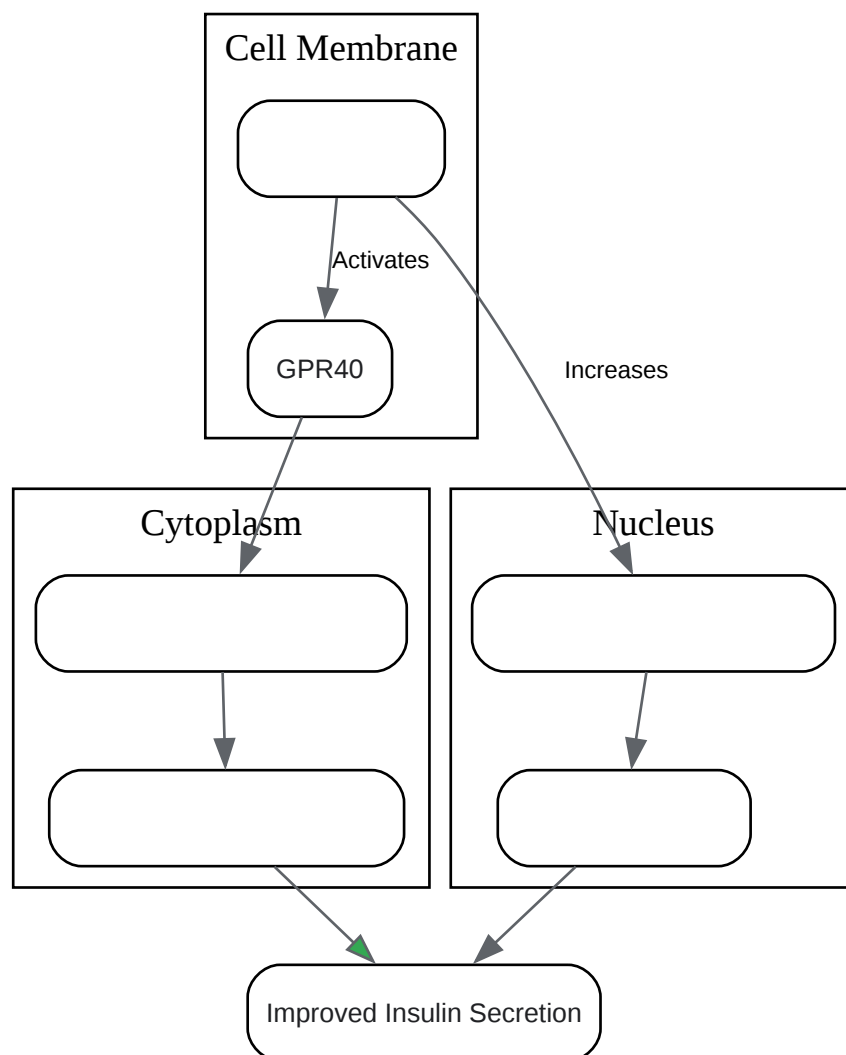 Cell Membrane
Activates
GPR40
Increases
Cytoplasm
Nucleus
Improved Insulin Secretion